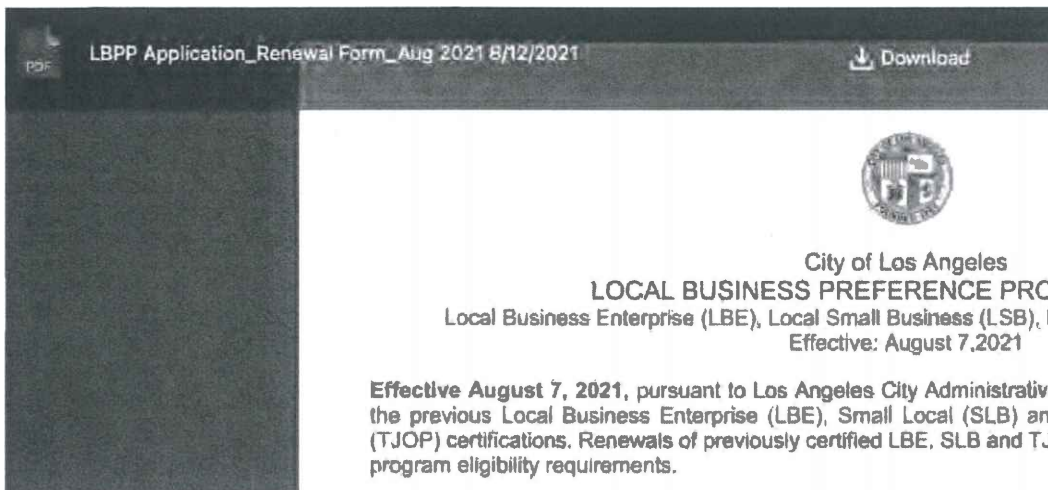 PDF
LBPP Application_Renewal Form_Aug 2021 8/12/2021
Download
City of Los Angeles
LOCAL BUSINESS PREFERENCE PRO
Local Business Enterprise (LBE), Local Small Business (LSB),
Effective: August 7,2021
Effective August 7, 2021, pursuant to Los Angeles City Administrativ
the previous Local Business Enterprise (LBE), Small Local (SLB) an
(TJOP) certifications. Renewals of previously certified LBE, SLB and TJ
program eligibility requirements.